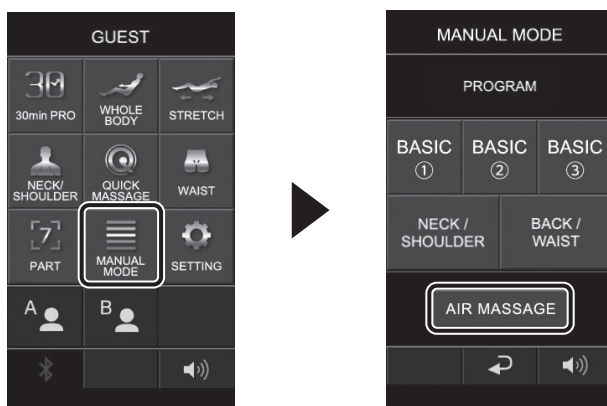 GUEST
30
30min PRO
WHOLE
BODY
STRETCH
NECK/
SHOULDER
QUICK
MASSAGE
WAIST
7
PART
MANUAL
MODE
SETTING
A
B
MANUAL MODE
PROGRAM
BASIC
①
BASIC
②
BASIC
③
NECK /
SHOULDER
BACK /
WAIST
AIR MASSAGE